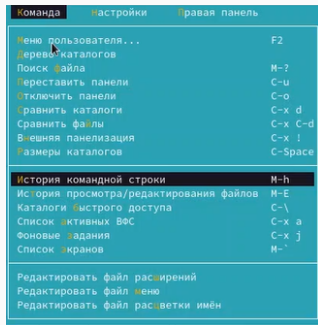 Команда Настройки Правая панель
Меню пользователя... F2
Дерево каталогов
Поиск файла M-?
Переставить панели C-u
Отключить панели C-o
Сравнить каталоги C-x d
Сравнить файлы C-x C-d
Внешняя панелизация C-x !
Размеры каталогов C-Space
История командной строки M-h
История просмотра/редактирования файлов M-E
Каталоги быстрого доступа C-\
Список активных ВФС C-x a
Фоновые задания C-x j
Список экранов M-`
Редактировать файл расширений
Редактировать файл меню
Редактировать файл расцветки имён